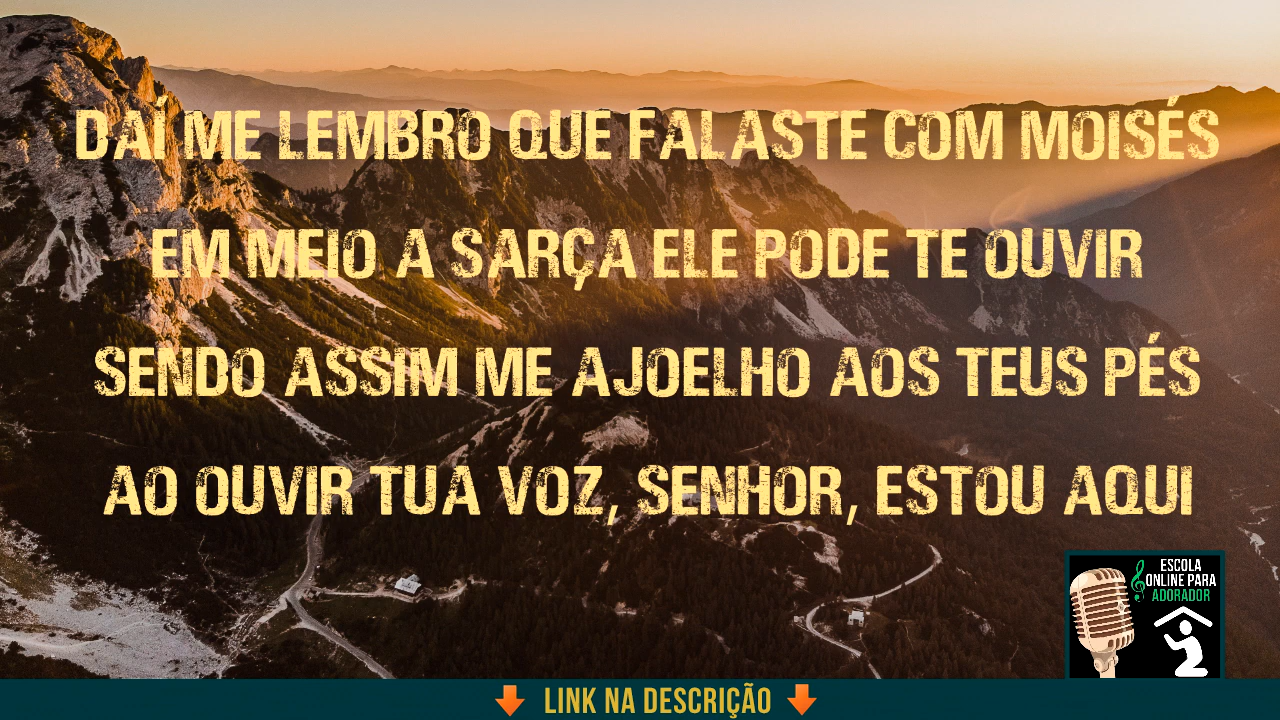 DAÍ ME LEMBRO QUE FALASTE COM MOISÉS
EM MEIO A SARÇA ELE PODE TE OUVIR
SENDO ASSIM ME AJOELHO AOS TEUS PÉS
AO OUVIR TUA VOZ, SENHOR, ESTOU AQUI
ESCOLA
ONLINE PARA
ADORADOR
LINK NA DESCRIÇÃO